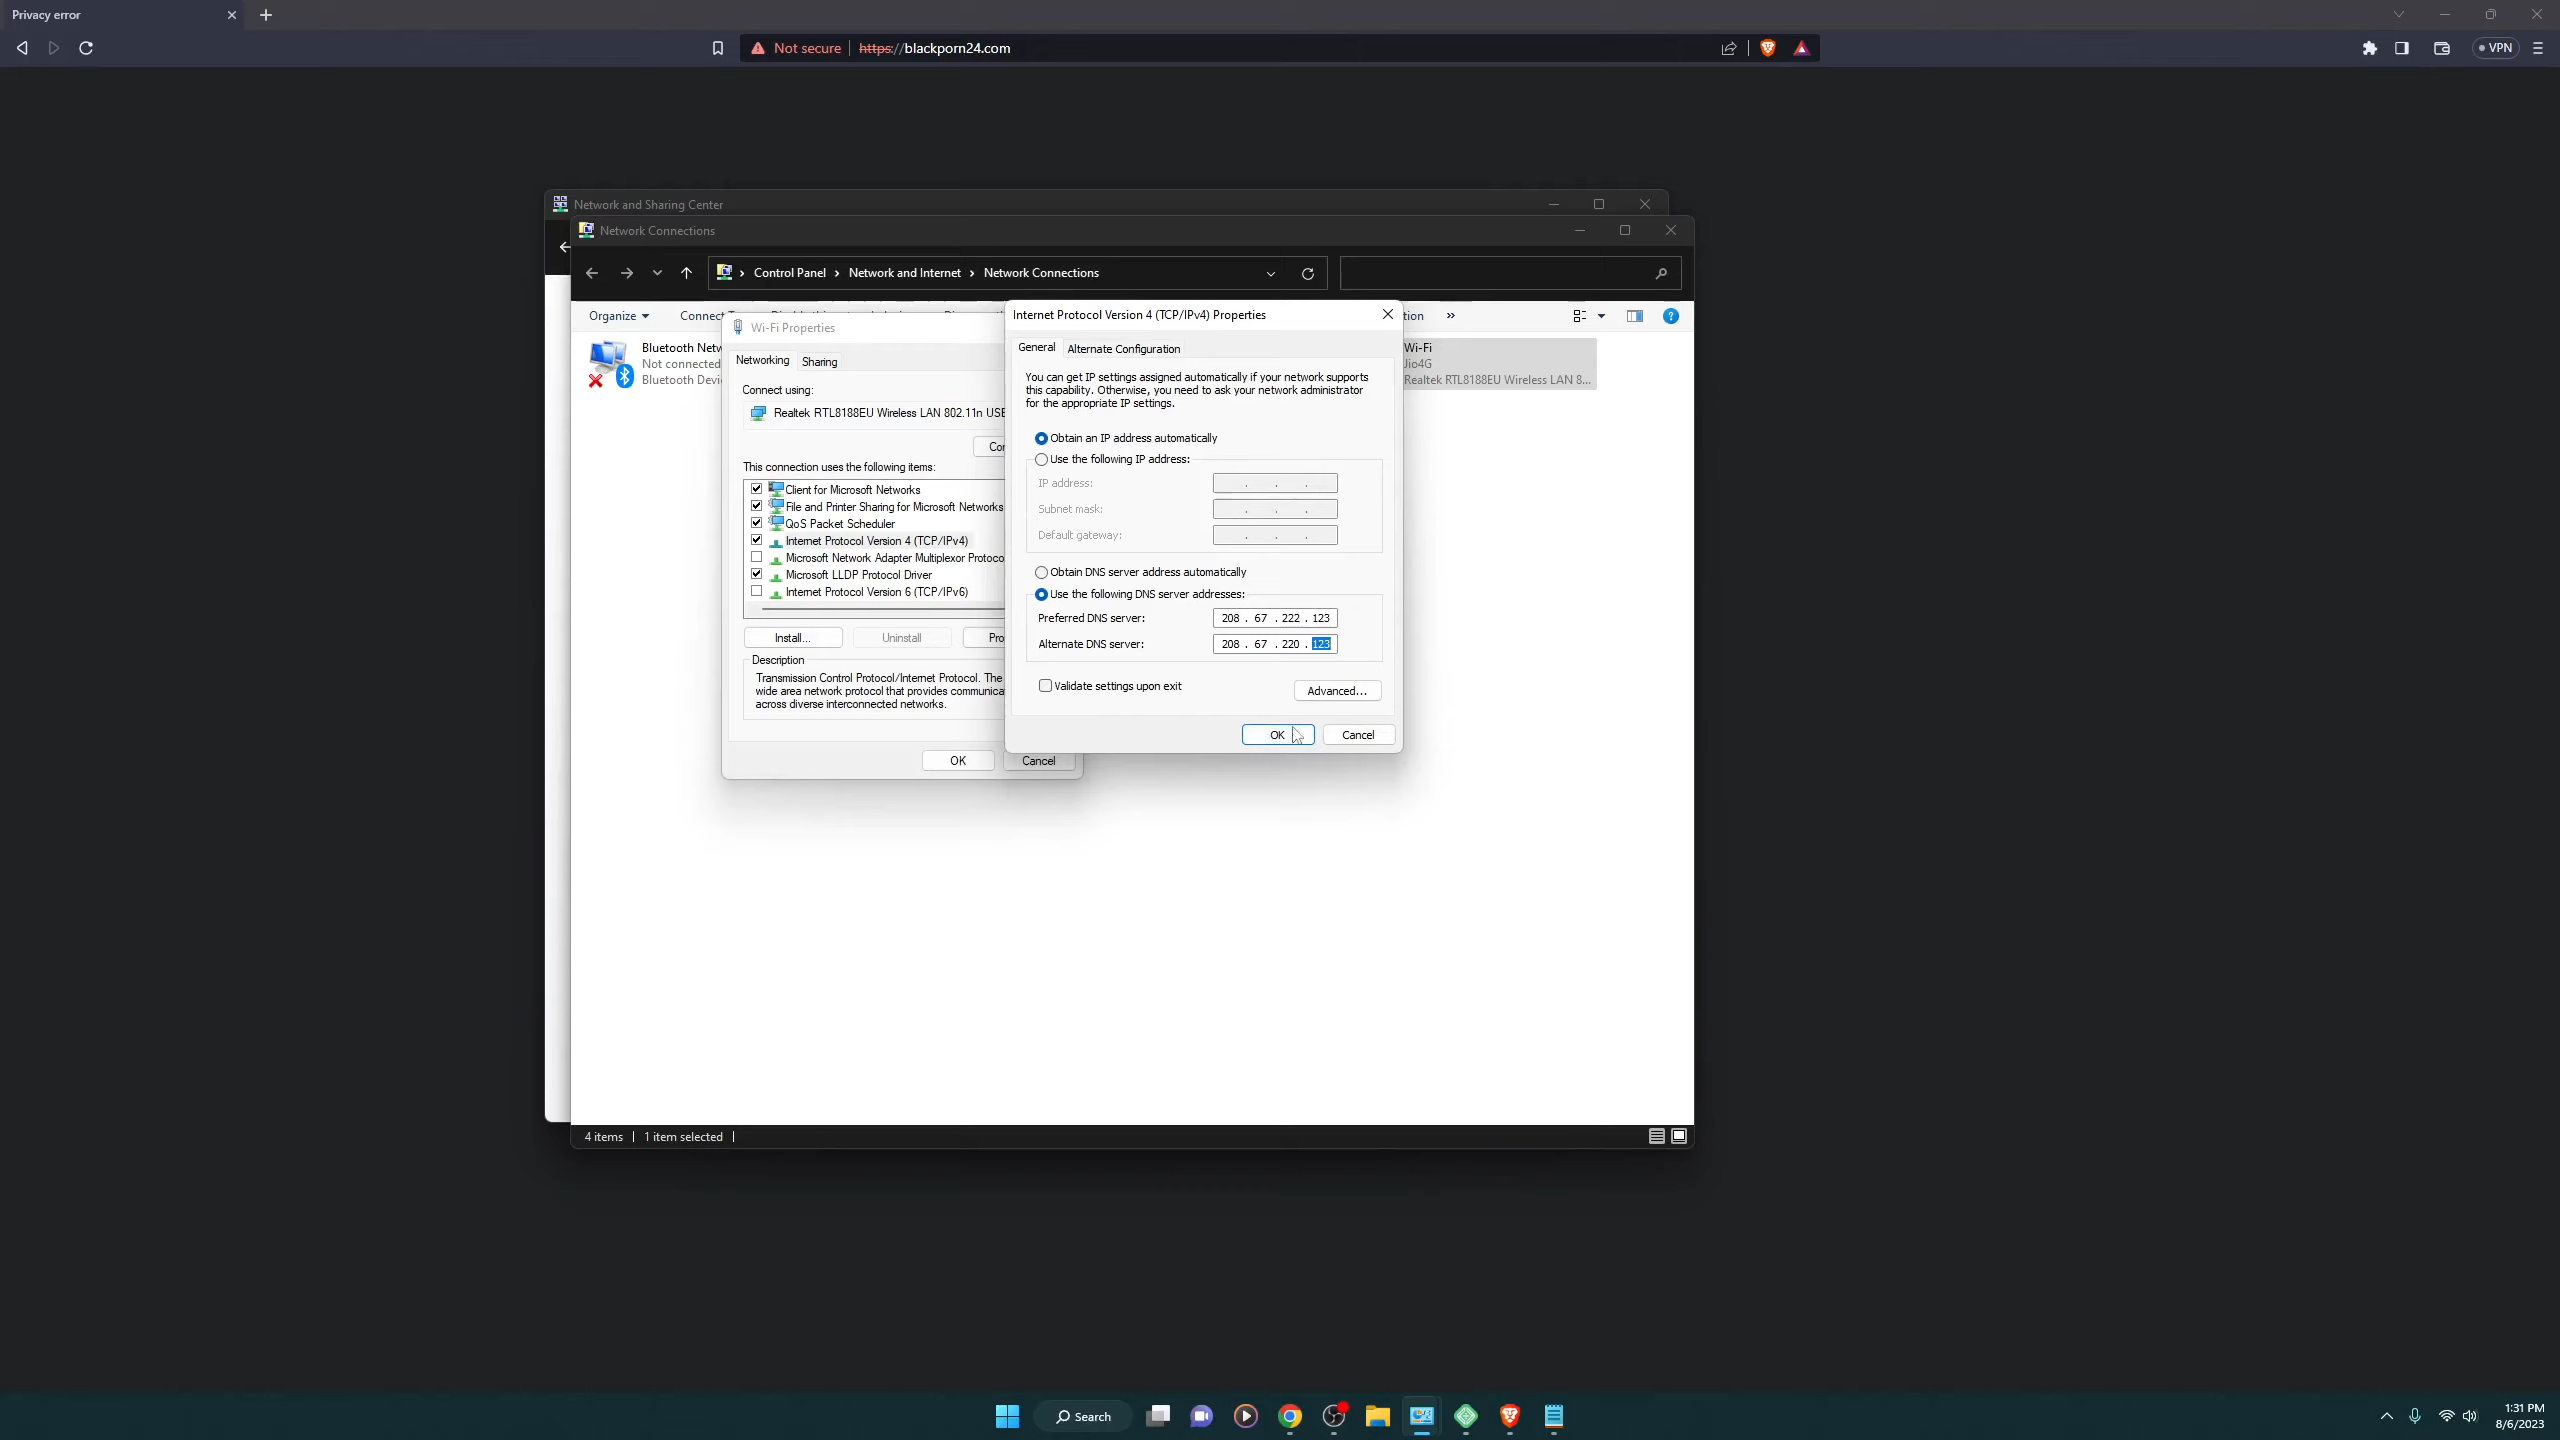 Privacy error
Not secure https://blackporn24.com
VPN
Network and Sharing Center
Network Connections
Control Panel › Network and Internet › Network Connections
Organize
Wi-Fi Properties
Internet Protocol Version 4 (TCP/IPv4) Properties
»
Bluetooth Netw
Not connected
Bluetooth Devi
Wi-Fi
Jio4G
Realtek RTL8188EU Wireless LAN 8...
Networking Sharing
Connect using:
Realtek RTL8188EU Wireless LAN 802.11n USB
This connection uses the following items:
Client for Microsoft Networks
File and Printer Sharing for Microsoft Networks
QoS Packet Scheduler
Internet Protocol Version 4 (TCP/IPv4)
Microsoft Network Adapter Multiplexor Protoco
Microsoft LLDP Protocol Driver
Internet Protocol Version 6 (TCP/IPv6)
Install... Uninstall Pro
Description
Transmission Control Protocol/Internet Protocol. The
wide area network protocol that provides communica
across diverse interconnected networks.
OK Cancel
General Alternate Configuration
You can get IP settings assigned automatically if your network supports
this capability. Otherwise, you need to ask your network administrator
for the appropriate IP settings.
Obtain an IP address automatically
Use the following IP address:
IP address: . . .
Subnet mask: . . .
Default gateway: . . .
Obtain DNS server address automatically
Use the following DNS server addresses:
Preferred DNS server: 208 . 67 . 222 . 123
Alternate DNS server: 208 . 67 . 220 . 123
Validate settings upon exit Advanced...
OK Cancel
4 items 1 item selected
Search
1:31 PM
8/6/2023